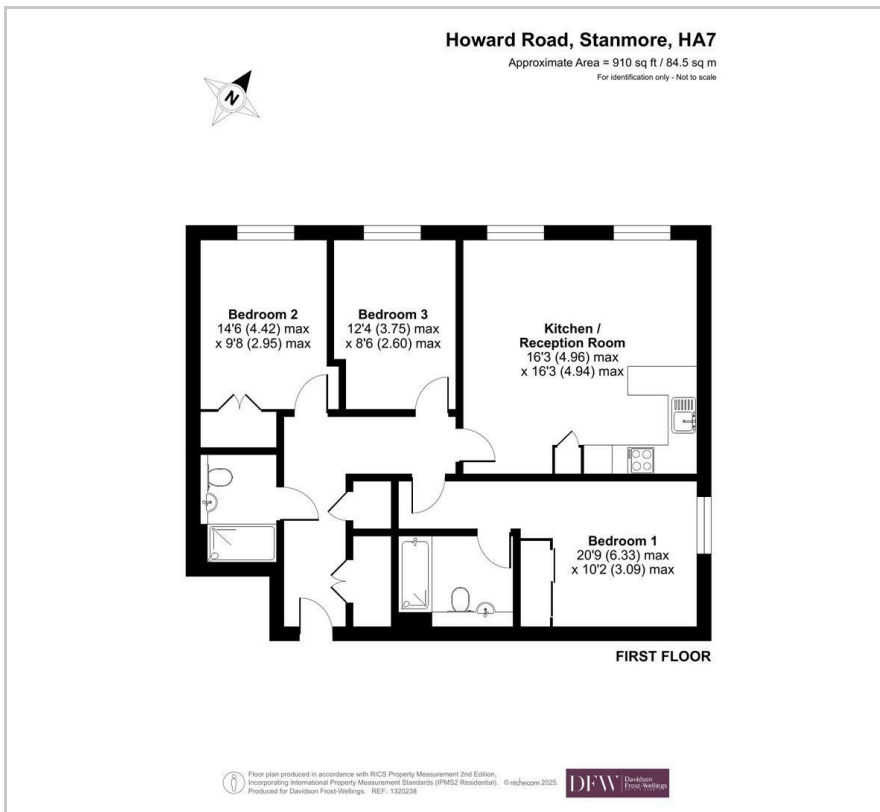 Howard Road, Stanmore, HA7
Approximate Area = 910 sq ft / 84.5 sq m
For identification only - Not to scale
N
Bedroom 2
14'6 (4.42) max
x 9'8 (2.95) max
Bedroom 3
12'4 (3.75) max
x 8'6 (2.60) max
Kitchen /
Reception Room
16'3 (4.96) max
x 16'3 (4.94) max
Bedroom 1
20'9 (6.33) max
x 10'2 (3.09) max
FIRST FLOOR
Floor plan produced in accordance with RICS Property Measurement 2nd Edition,
Incorporating International Property Measurement Standards (IPMS2 Residential). © nichecom 2025.
Produced for Davidson Frost-Wellings. REF: 1320238
DFW
Davidson
Frost-Wellings